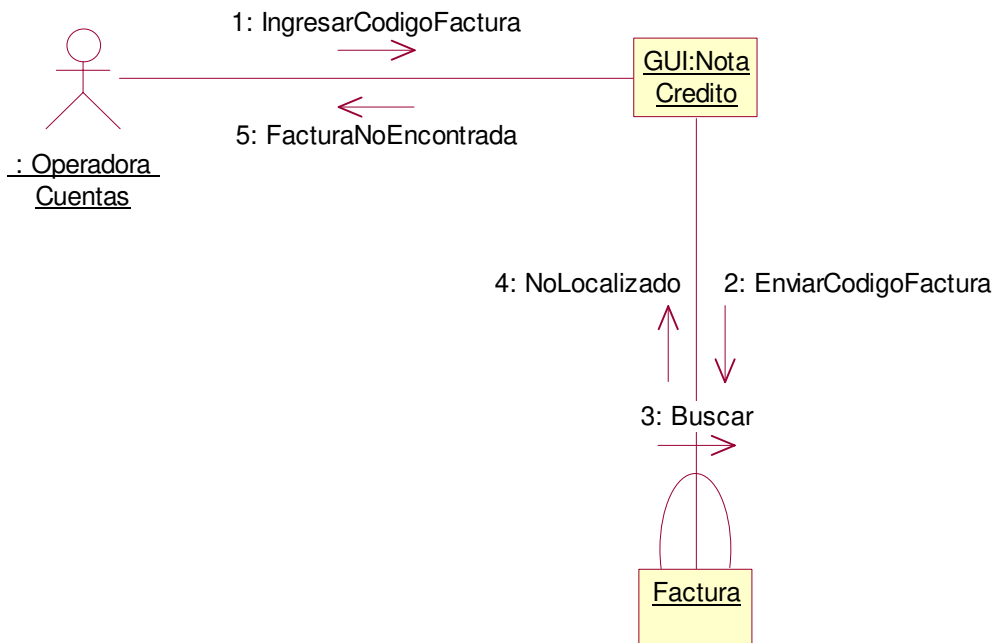 1: IngresarCodigoFactura
GUI:Nota
Credito
5: FacturaNoEncontrada
: Operadora
Cuentas
4: NoLocalizado
2: EnviarCodigoFactura
3: Buscar
Factura